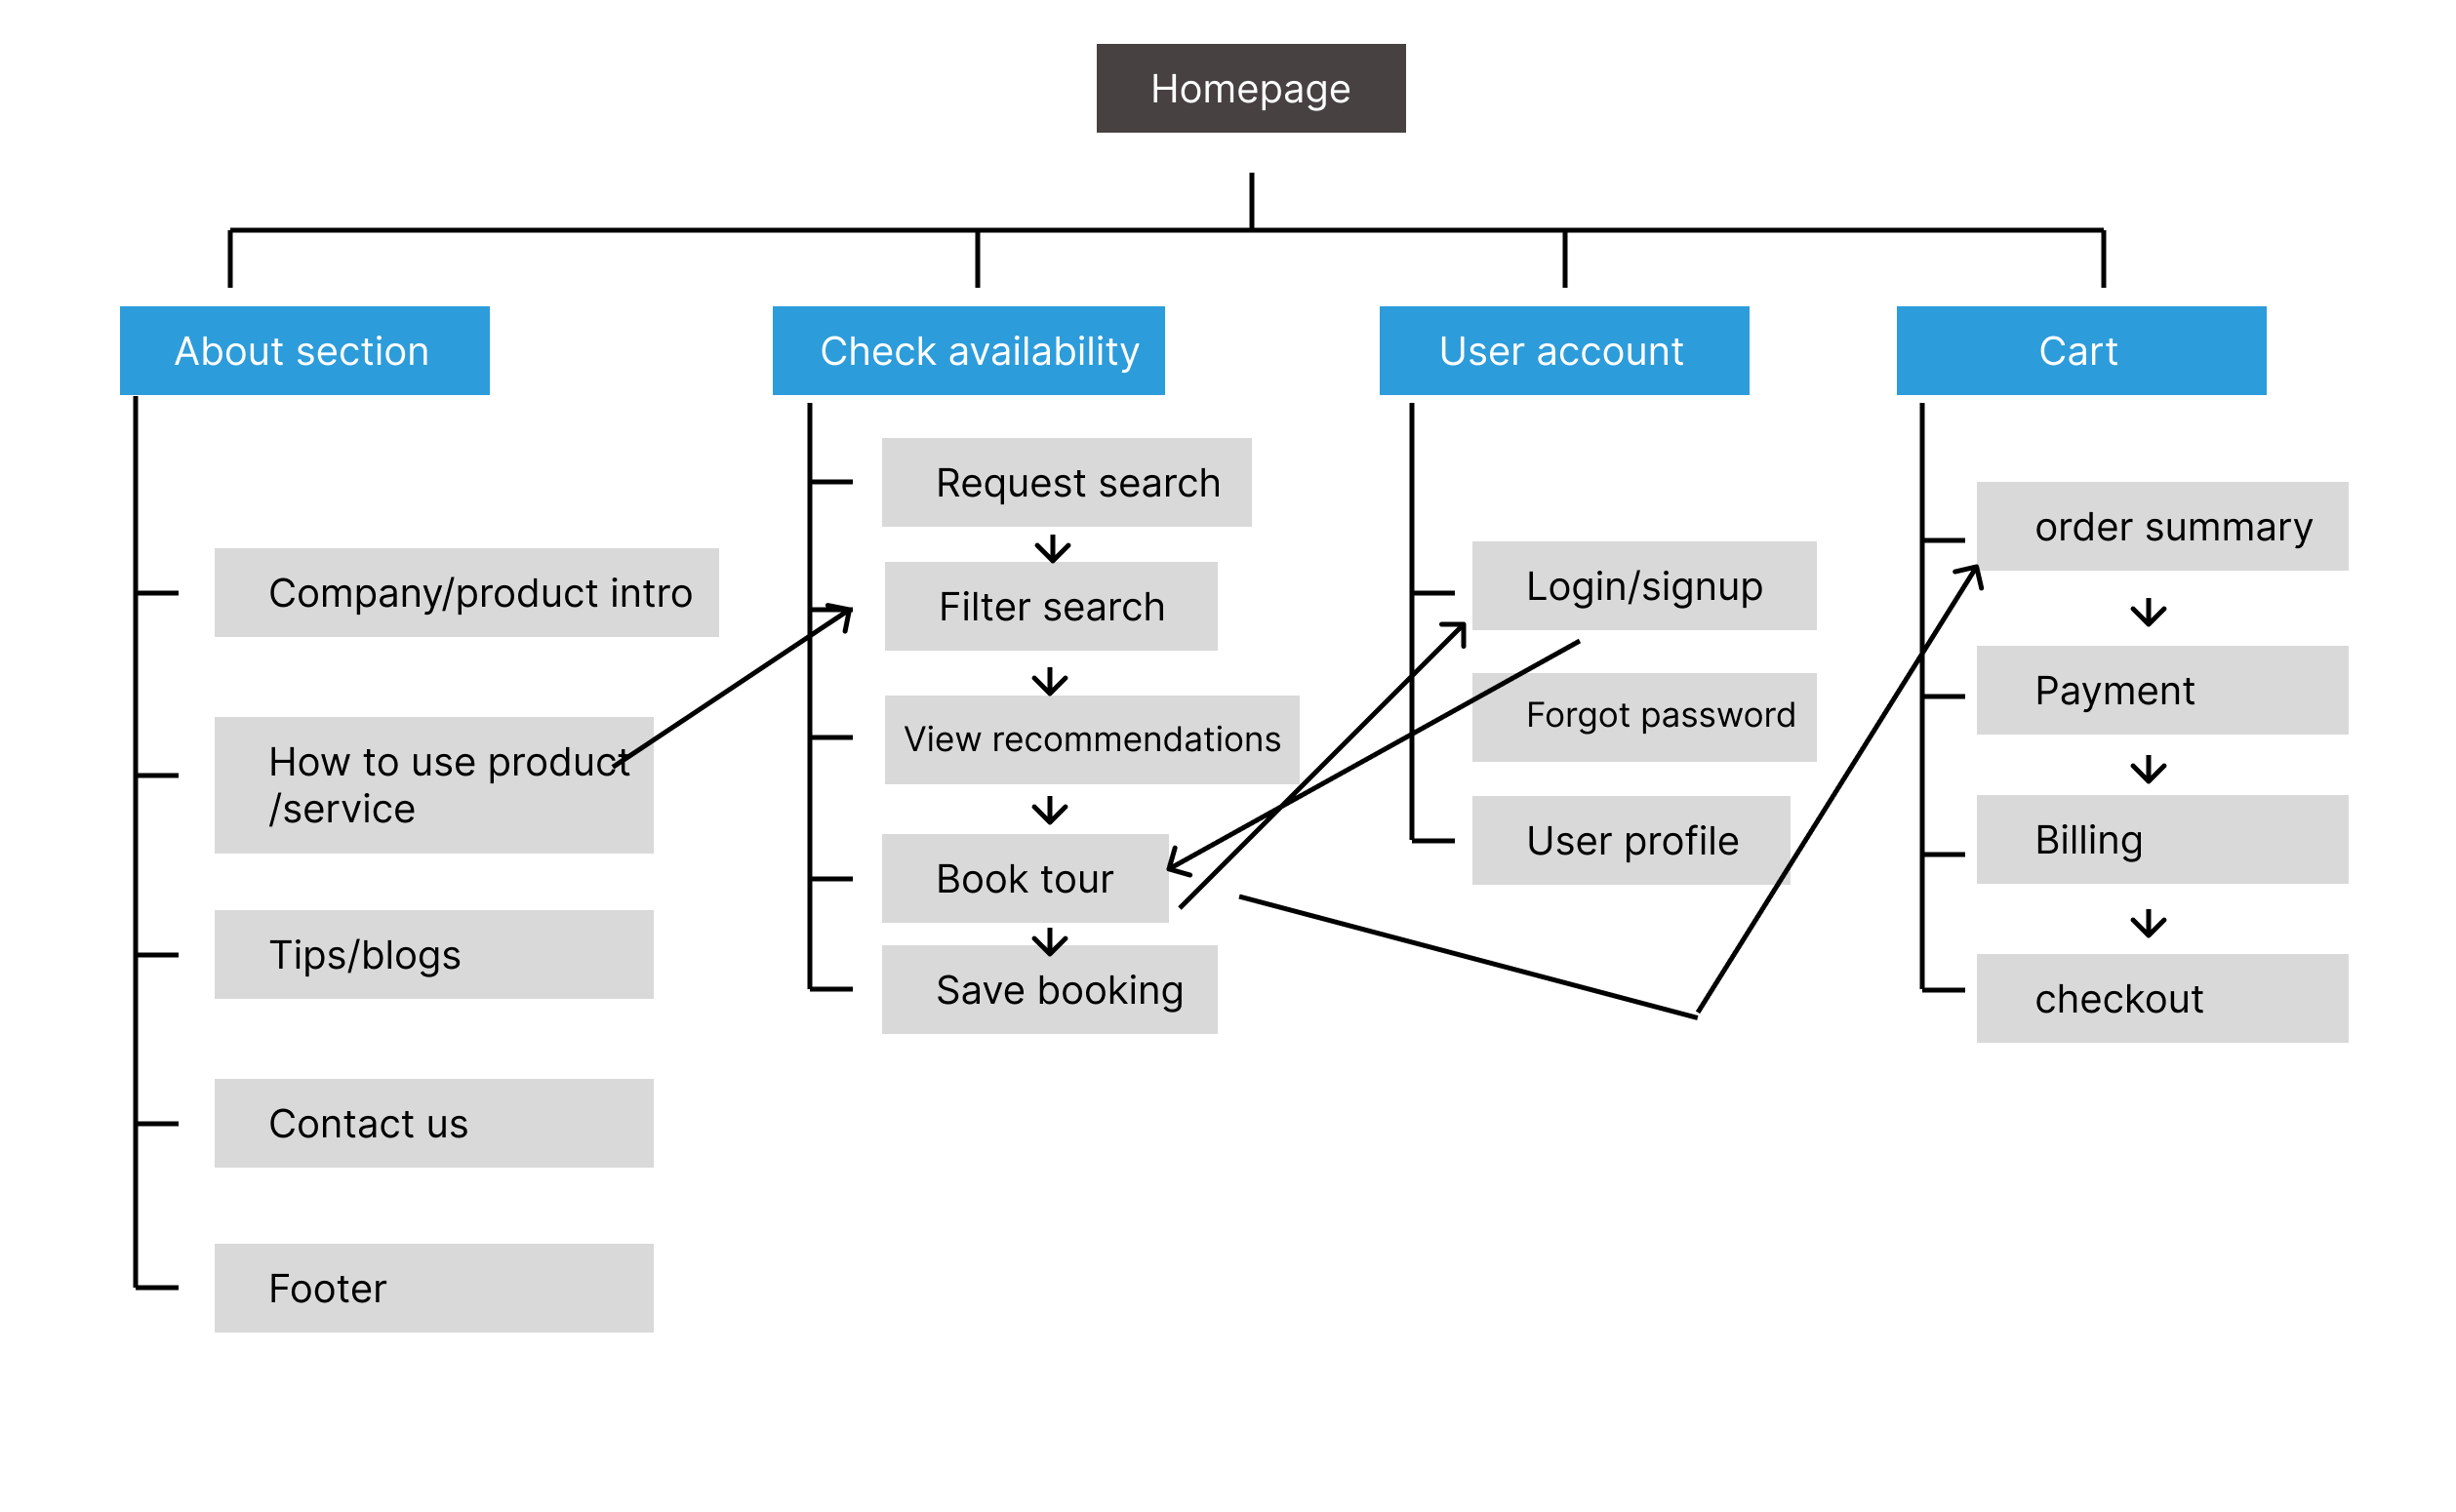 Homepage
About section
Check availability
User account
Cart
Company/product intro
How to use product
/service
Tips/blogs
Contact us
Footer
Request search
Filter search
View recommendations
Book tour
Save booking
Login/signup
Forgot password
User profile
order summary
Payment
Billing
checkout